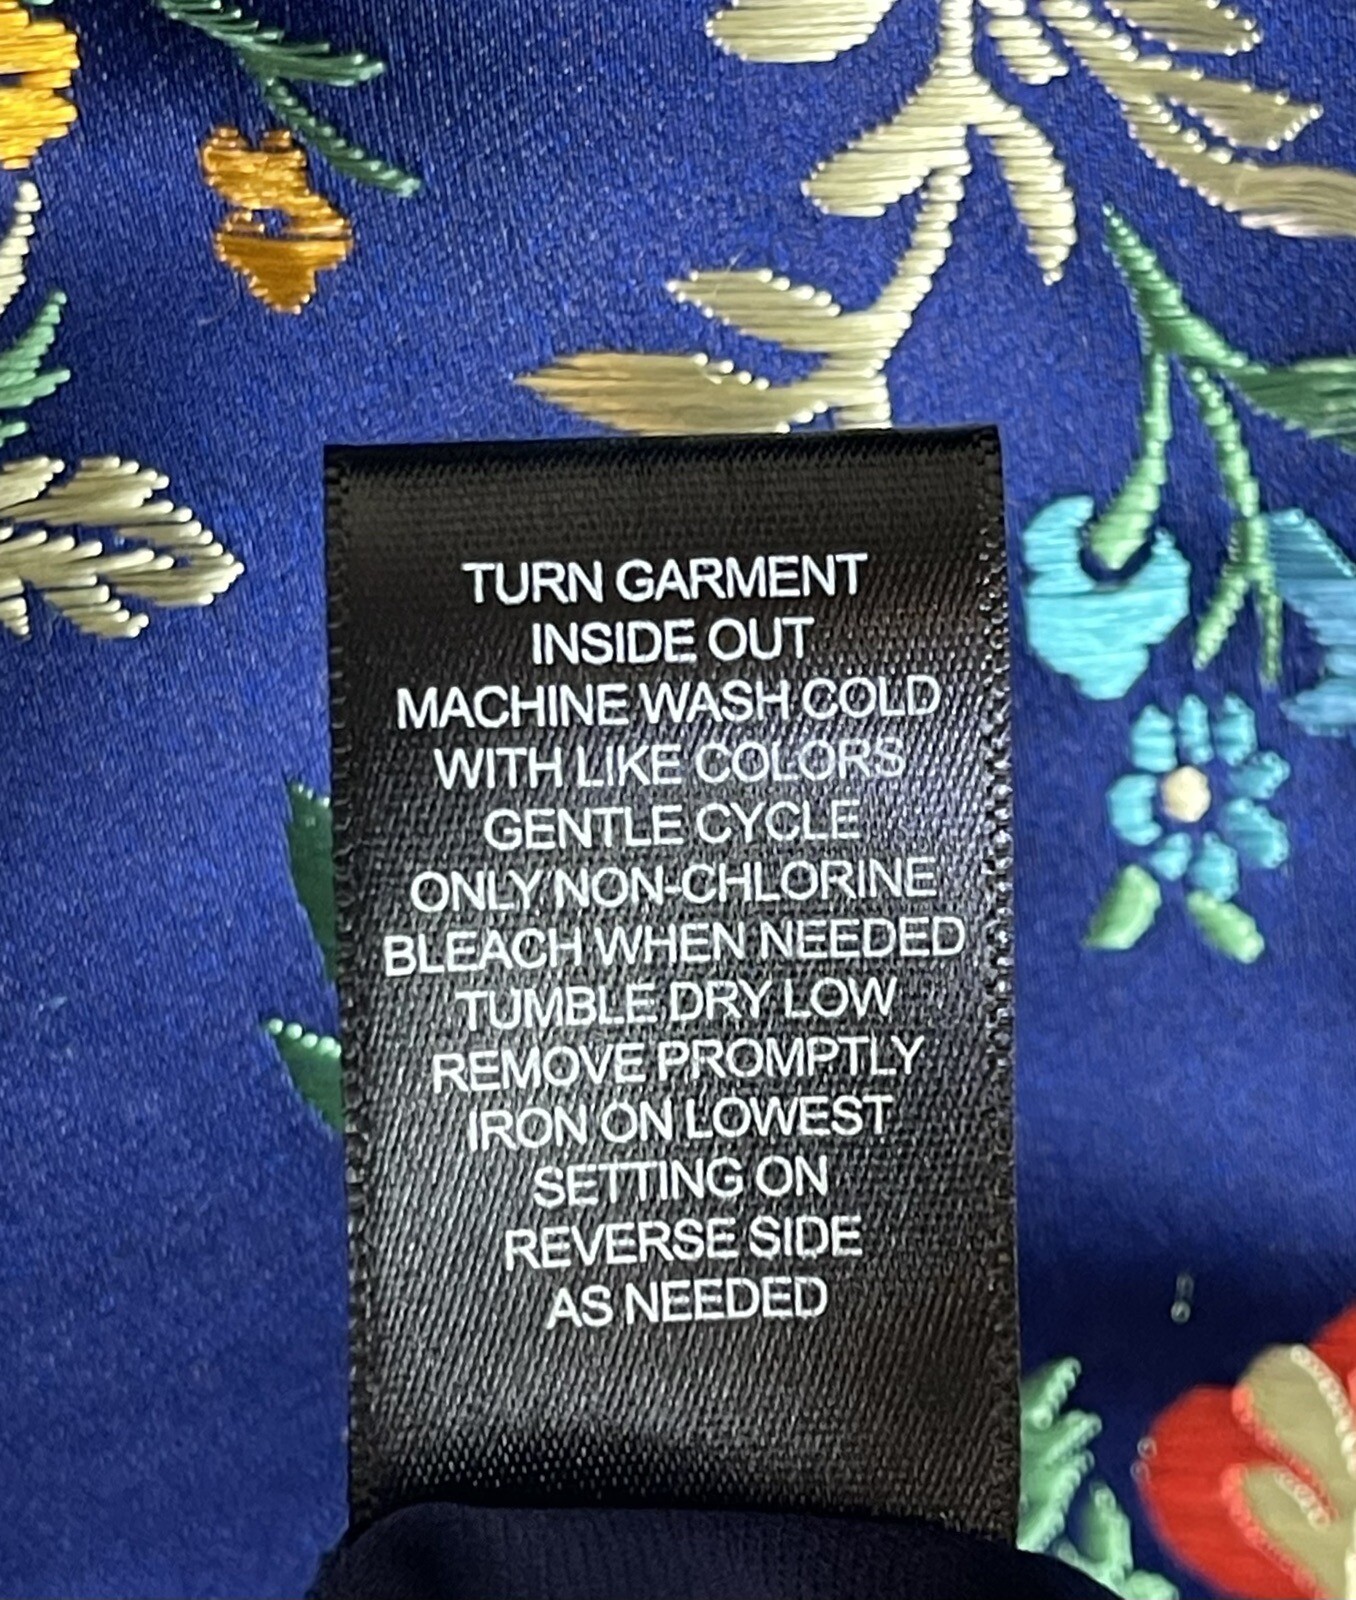 TURN GARMENT
INSIDE OUT
MACHINE WASH COLD
WITH LIKE COLORS
GENTLE CYCLE
ONLY NON-CHLORINE
BLEACH WHEN NEEDED
TUMBLE DRY LOW
REMOVE PROMPTLY
IRON ON LOWEST
SETTING ON
REVERSE SIDE
AS NEEDED